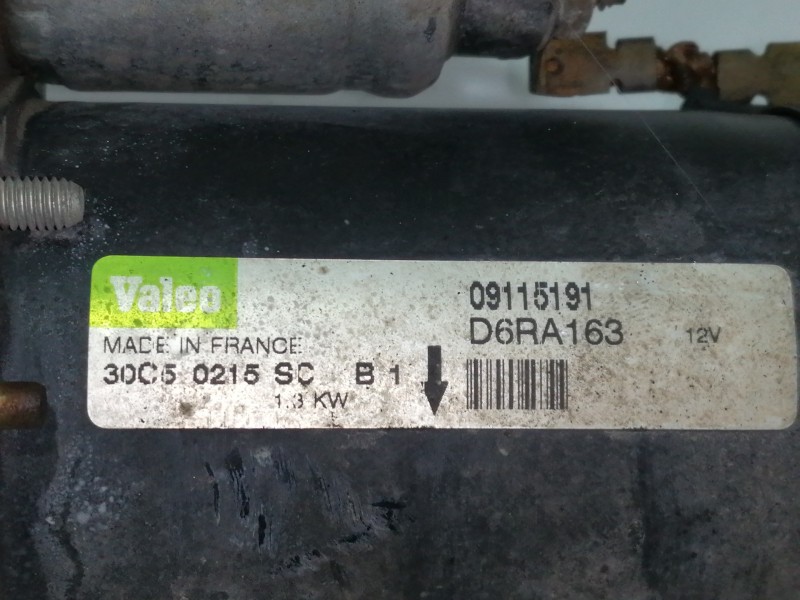 Valeo
09115191
D6RA163 12V
MADE IN FRANCE
30C5 0215 SC B 1
1.3 KW